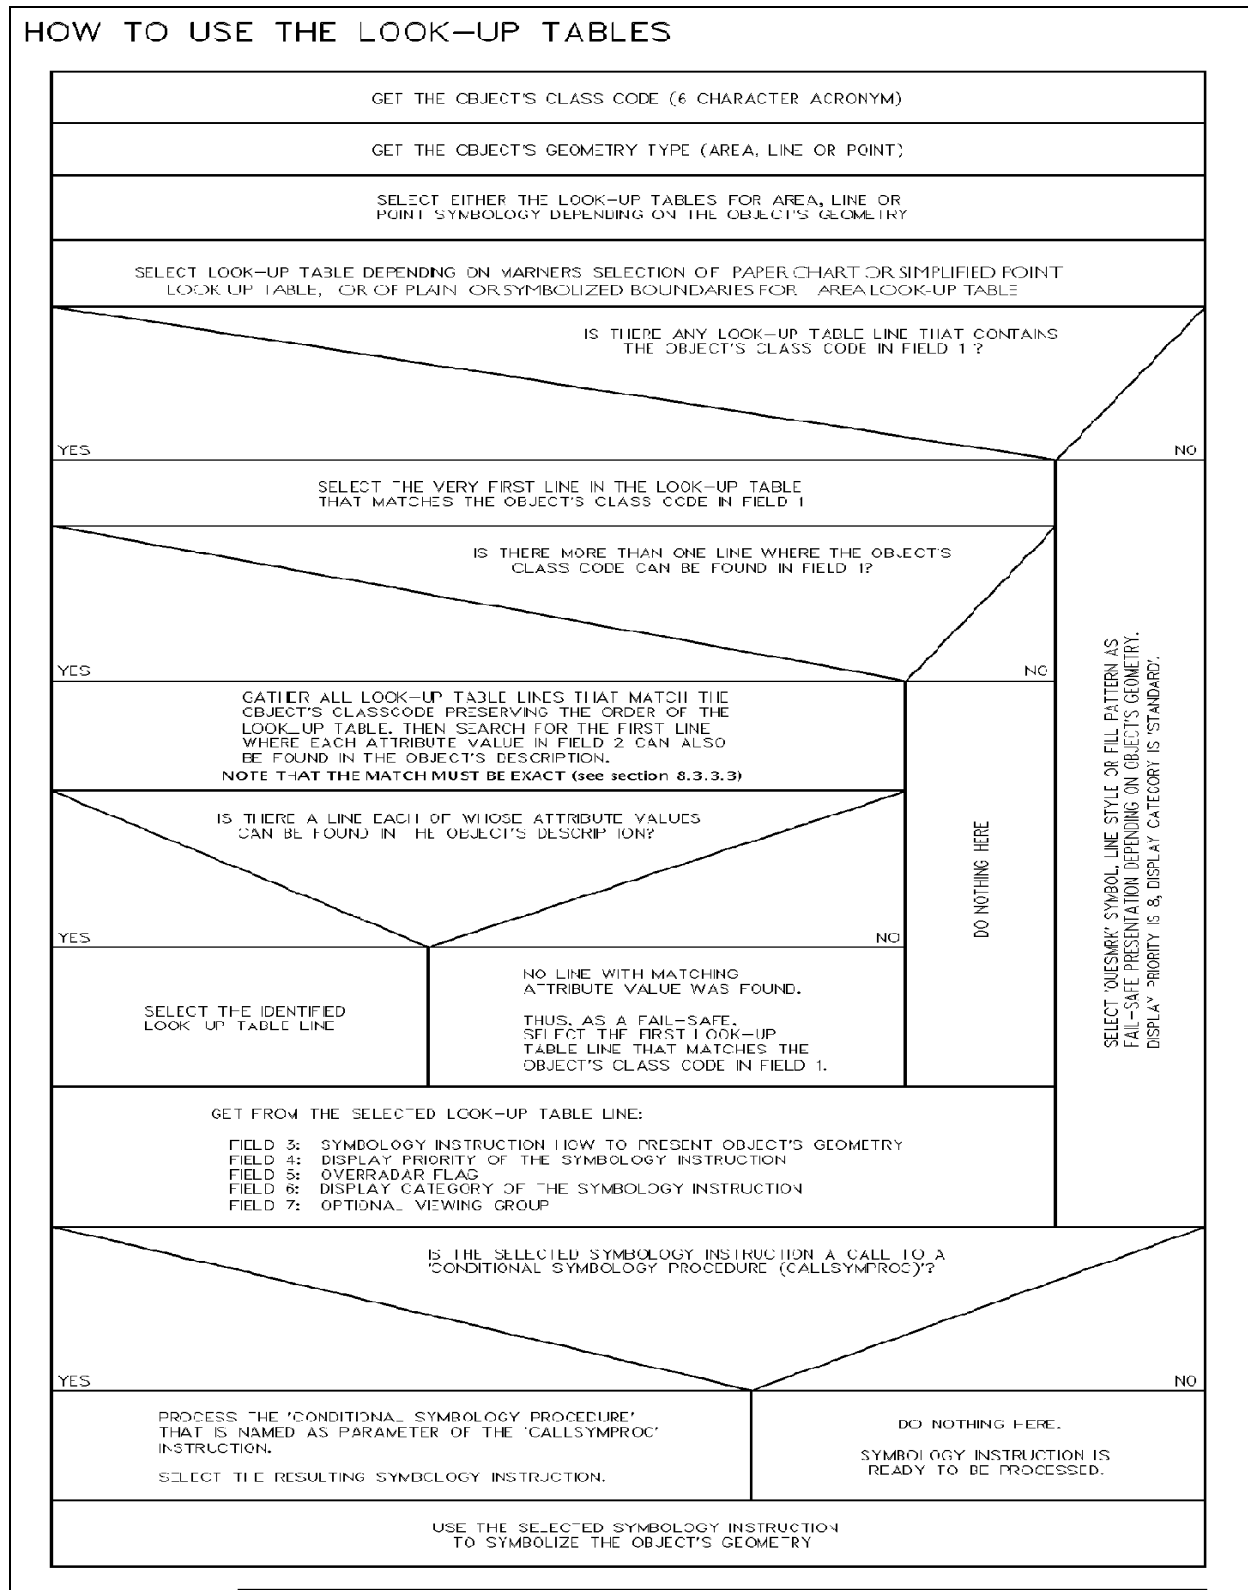 HOW TO USE THE LOOK-UP TABLES
GET THE OBJECT'S CLASS CODE (6 CHARACTER ACRONYM)
GET THE OBJECT'S GEOMETRY TYPE (AREA, LINE OR POINT)
SELECT EITHER THE LOOK-UP TABLES FOR AREA, LINE OR
POINT SYMBOLOGY DEPENDING ON THE OBJECT'S GEOMETRY
SELECT LOOK-UP TABLE DEPENDING ON MARNERS SELECTION OF PAPER CHART OR SIMPLIFIED POINT
LOOK UP TABLE, OR OF PLAIN OR SYMBOLIZED BOUNDARIES FOR AREA LOOK-UP TABLE
IS THERE ANY LOOK-UP TABLE LINE THAT CONTAINS
THE OBJECT'S CLASS CODE IN FIELD 1 ?
YES
NO
SELECT THE VERY FIRST LINE IN THE LOOK-UP TABLE
THAT MATCHES THE OBJECT'S CLASS CODE IN FIELD 1
IS THERE MORE THAN ONE LINE WHERE THE OBJECT'S
CLASS CODE CAN BE FOUND IN FIELD 1?
YES
NO
GATHER ALL LOOK-UP TABLE LINES THAT MATCH THE
OBJECT'S CLASSCODE PRESERVING THE ORDER OF THE
LOOK_UP TABLE. THEN SEARCH FOR THE FIRST LINE
WHERE EACH ATTRIBUTE VALUE IN FIELD 2 CAN ALSO
BE FOUND IN THE OBJECT'S DESCRIPTION.
NOTE THAT THE MATCH MUST BE EXACT (see section 8.3.3.3)
IS THERE A LINE EACH OF WHOSE ATTRIBUTE VALUES
CAN BE FOUND IN THE OBJECT'S DESCRIPTION?
YES
NO
SELECT THE IDENTIFIED
LOOK-UP TABLE LINE
NO LINE WITH MATCHING
ATTRIBUTE VALUE WAS FOUND.
THUS, AS A FAIL-SAFE,
SELECT THE FIRST LOOK-UP
TABLE LINE THAT MATCHES THE
OBJECT'S CLASS CODE IN FIELD 1.
DO NOTHING HERE
SELECT 'QUESMRK' SYMBOL, LINE STYLE OR FILL PATTERN AS
FAIL-SAFE PRESENTATION DEPENDING ON OBJECT'S GEOMETRY.
DISPLAY PRIORITY IS 8, DISPLAY CATEGORY IS 'STANDARD'.
GET FROM THE SELECTED LOOK-UP TABLE LINE:
FIELD 3: SYMBOLOGY INSTRUCTION HOW TO PRESENT OBJECT'S GEOMETRY
FIELD 4: DISPLAY PRIORITY OF THE SYMBOLOGY INSTRUCTION
FIELD 5: OVERRADAR FLAG
FIELD 6: DISPLAY CATEGORY OF THE SYMBOLOGY INSTRUCTION
FIELD 7: OPTIONAL VIEWING GROUP
IS THE SELECTED SYMBOLOGY INSTRUCTION A CALL TO A
'CONDITIONAL SYMBOLOGY PROCEDURE (CALLSYMPROC)'?
YES
NO
PROCESS THE 'CONDITIONAL SYMBOLOGY PROCEDURE'
THAT IS NAMED AS PARAMETER OF THE 'CALLSYMPROC'
INSTRUCTION.
SELECT THE RESULTING SYMBOLOGY INSTRUCTION.
DO NOTHING HERE.
SYMBOLOGY INSTRUCTION IS
READY TO BE PROCESSED.
USE THE SELECTED SYMBOLOGY INSTRUCTION
TO SYMBOLIZE THE OBJECT'S GEOMETRY